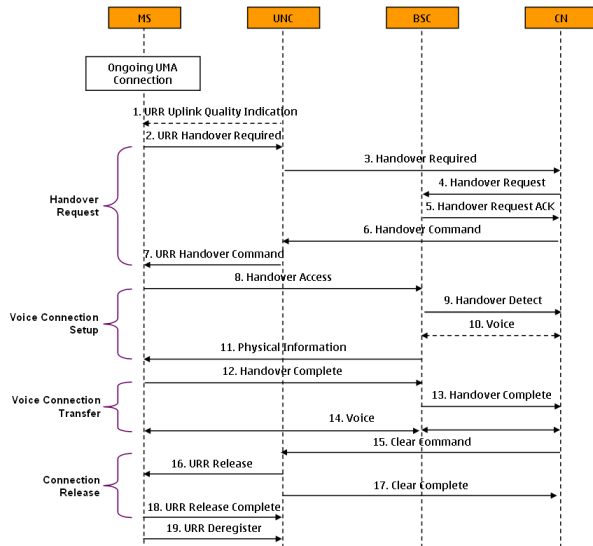 MS
UNC
BSC
CN
Ongoing UMA
Connection
1. URR Uplink Quality Indication
2. URR Handover Required
3. Handover Required
4. Handover Request
Handover
Request
5. Handover Request ACK
6. Handover Command
7. URR Handover Command
8. Handover Access
9. Handover Detect
Voice Connection
Setup
10. Voice
11. Physical Information
12. Handover Complete
13. Handover Complete
Voice Connection
Transfer
14. Voice
15. Clear Command
16. URR Release
Connection
Release
17. Clear Complete
18. URR Release Complete
19. URR Deregister